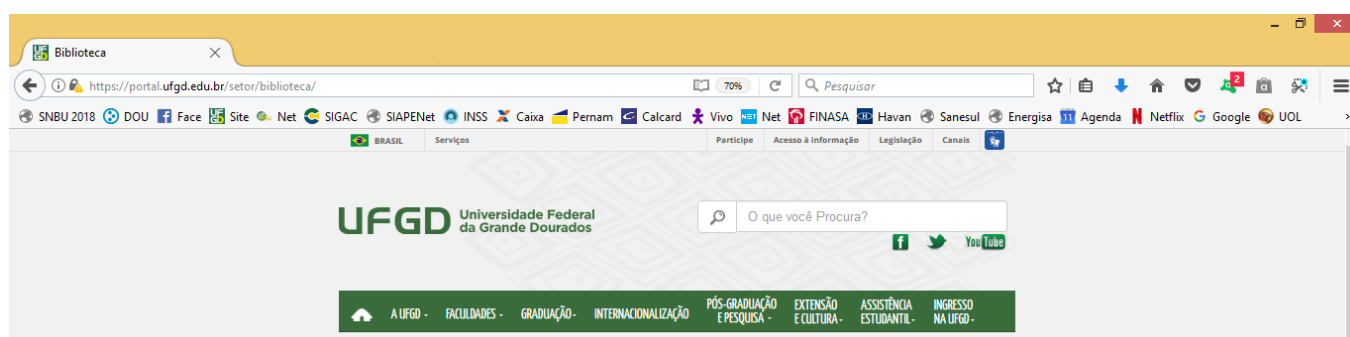 Biblioteca
https://portal.ufgd.edu.br/setor/biblioteca/ 70% Pesquisar 2
SNBU 2018 DOU Face Site Net SIGAC SIAPENet INSS Caixa Pernam Calcard Vivo NET Net FINASA Havan Sanesul Energisa 11 Agenda Netflix Google UOL
BRASIL Serviços Participe Acesso à informação Legislação Canais
UFGD Universidade Federal
da Grande Dourados
O que você Procura?
You Tube
A UFGD FACULDADES GRADUAÇÃO INTERNACIONALIZAÇÃO PÓS-GRADUAÇÃO
E PESQUISA EXTENSÃO
E CULTURA ASSISTÊNCIA
ESTUDANTIL INGRESSO
NA UFGD